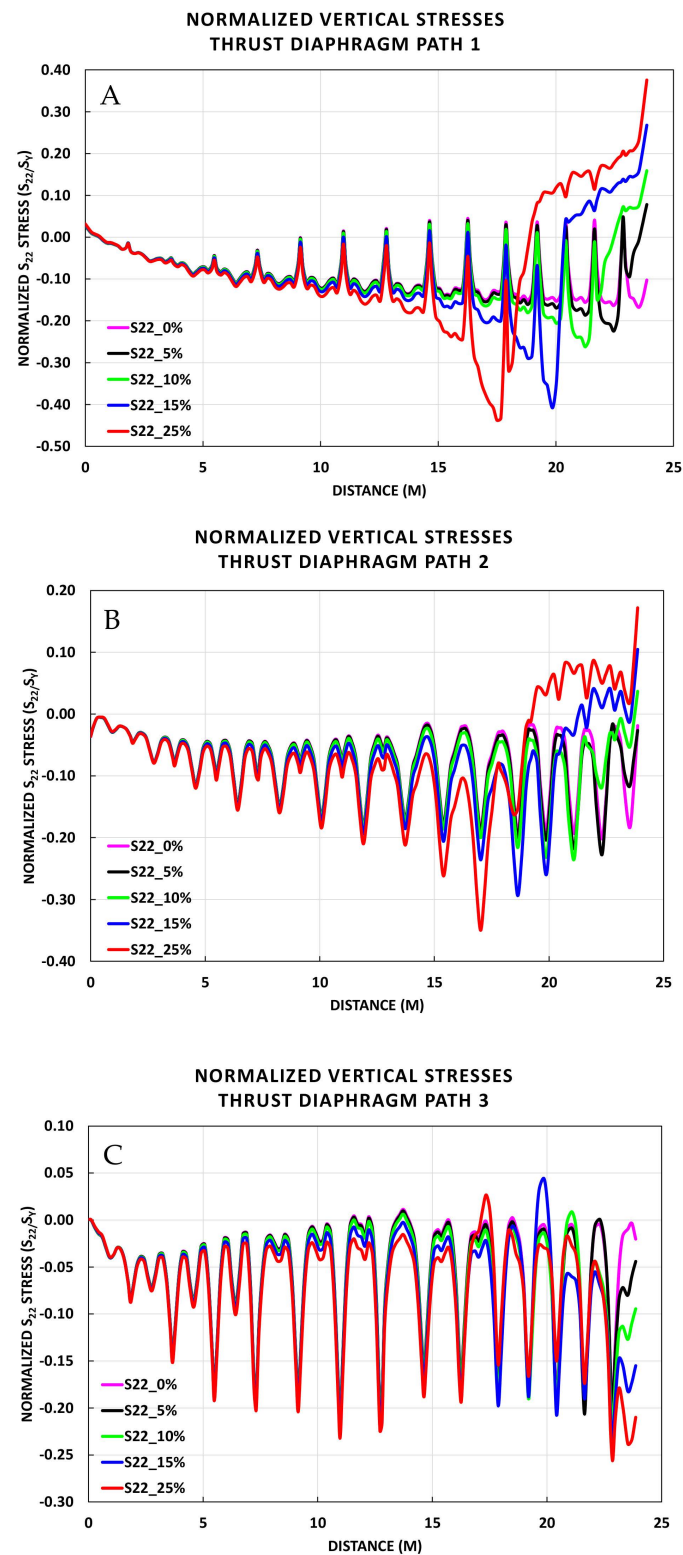 NORMALIZED VERTICAL STRESSES
THRUST DIAPHRAGM PATH 1
A
NORMALIZED S22 STRESS (S22/SY)
0.40
0.30
0.20
0.10
0.00
-0.10
-0.20
-0.30
-0.40
-0.50
S22_0%
S22_5%
S22_10%
S22_15%
S22_25%
0 5 10 15 20 25
DISTANCE (M)
NORMALIZED VERTICAL STRESSES
THRUST DIAPHRAGM PATH 2
B
NORMALIZED S22 STRESS (S22/SY)
0.20
0.10
0.00
-0.10
-0.20
-0.30
-0.40
S22_0%
S22_5%
S22_10%
S22_15%
S22_25%
0 5 10 15 20 25
DISTANCE (M)
NORMALIZED VERTICAL STRESSES
THRUST DIAPHRAGM PATH 3
C
NORMALIZED S22 STRESS (S22/SY)
0.10
0.05
0.00
-0.05
-0.10
-0.15
-0.20
-0.25
-0.30
S22_0%
S22_5%
S22_10%
S22_15%
S22_25%
0 5 10 15 20 25
DISTANCE (M)